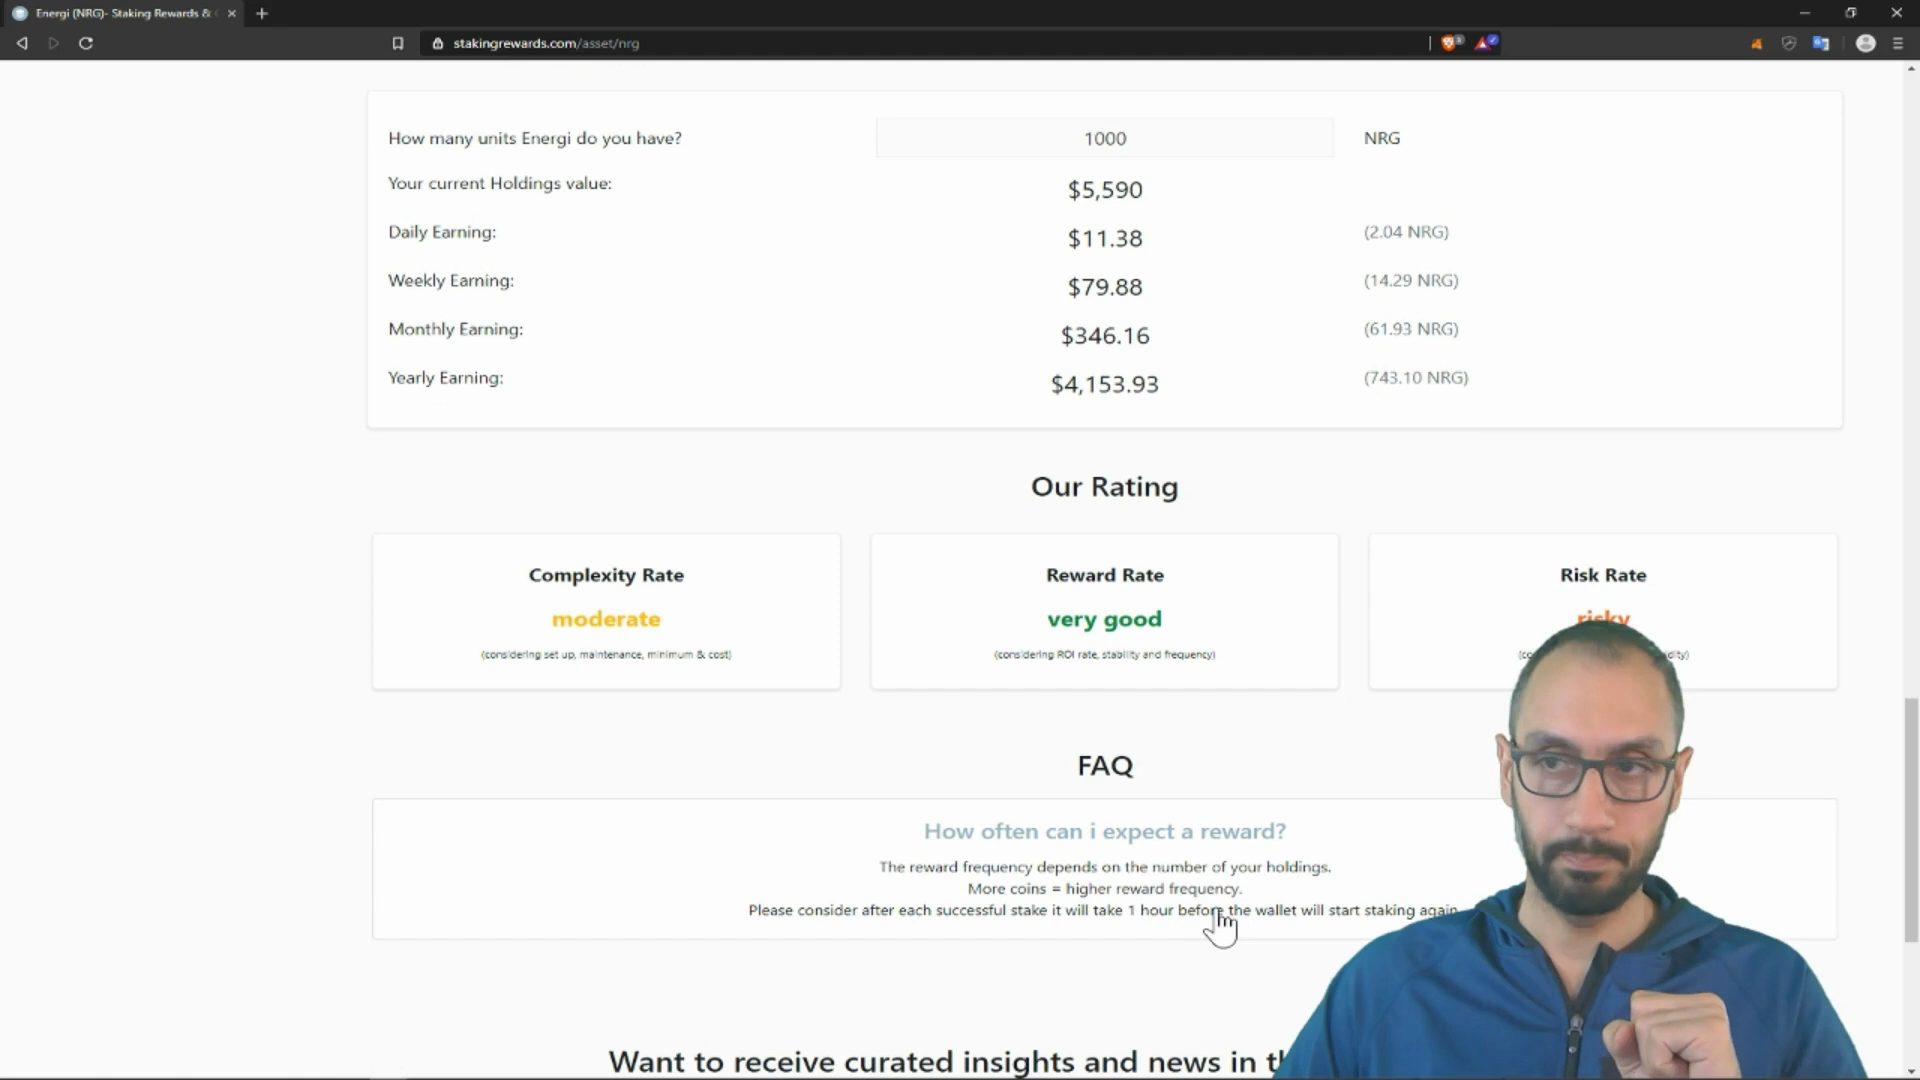 Energi (NRG)- Staking Rewards &
stakingrewards.com/asset/nrg
How many units Energi do you have? 1000 NRG
Your current Holdings value: $5,590
Daily Earning: $11.38 (2.04 NRG)
Weekly Earning: $79.88 (14.29 NRG)
Monthly Earning: $346.16 (61.93 NRG)
Yearly Earning: $4,153.93 (743.10 NRG)
Our Rating
Complexity Rate Reward Rate Risk Rate
moderate very good risky
(considering set up, maintenance, minimum & cost) (considering ROI rate, stability and frequency)
FAQ
How often can i expect a reward?
The reward frequency depends on the number of your holdings.
More coins = higher reward frequency.
Please consider after each successful stake it will take 1 hour before the wallet will start staking again
Want to receive curated insights and news in